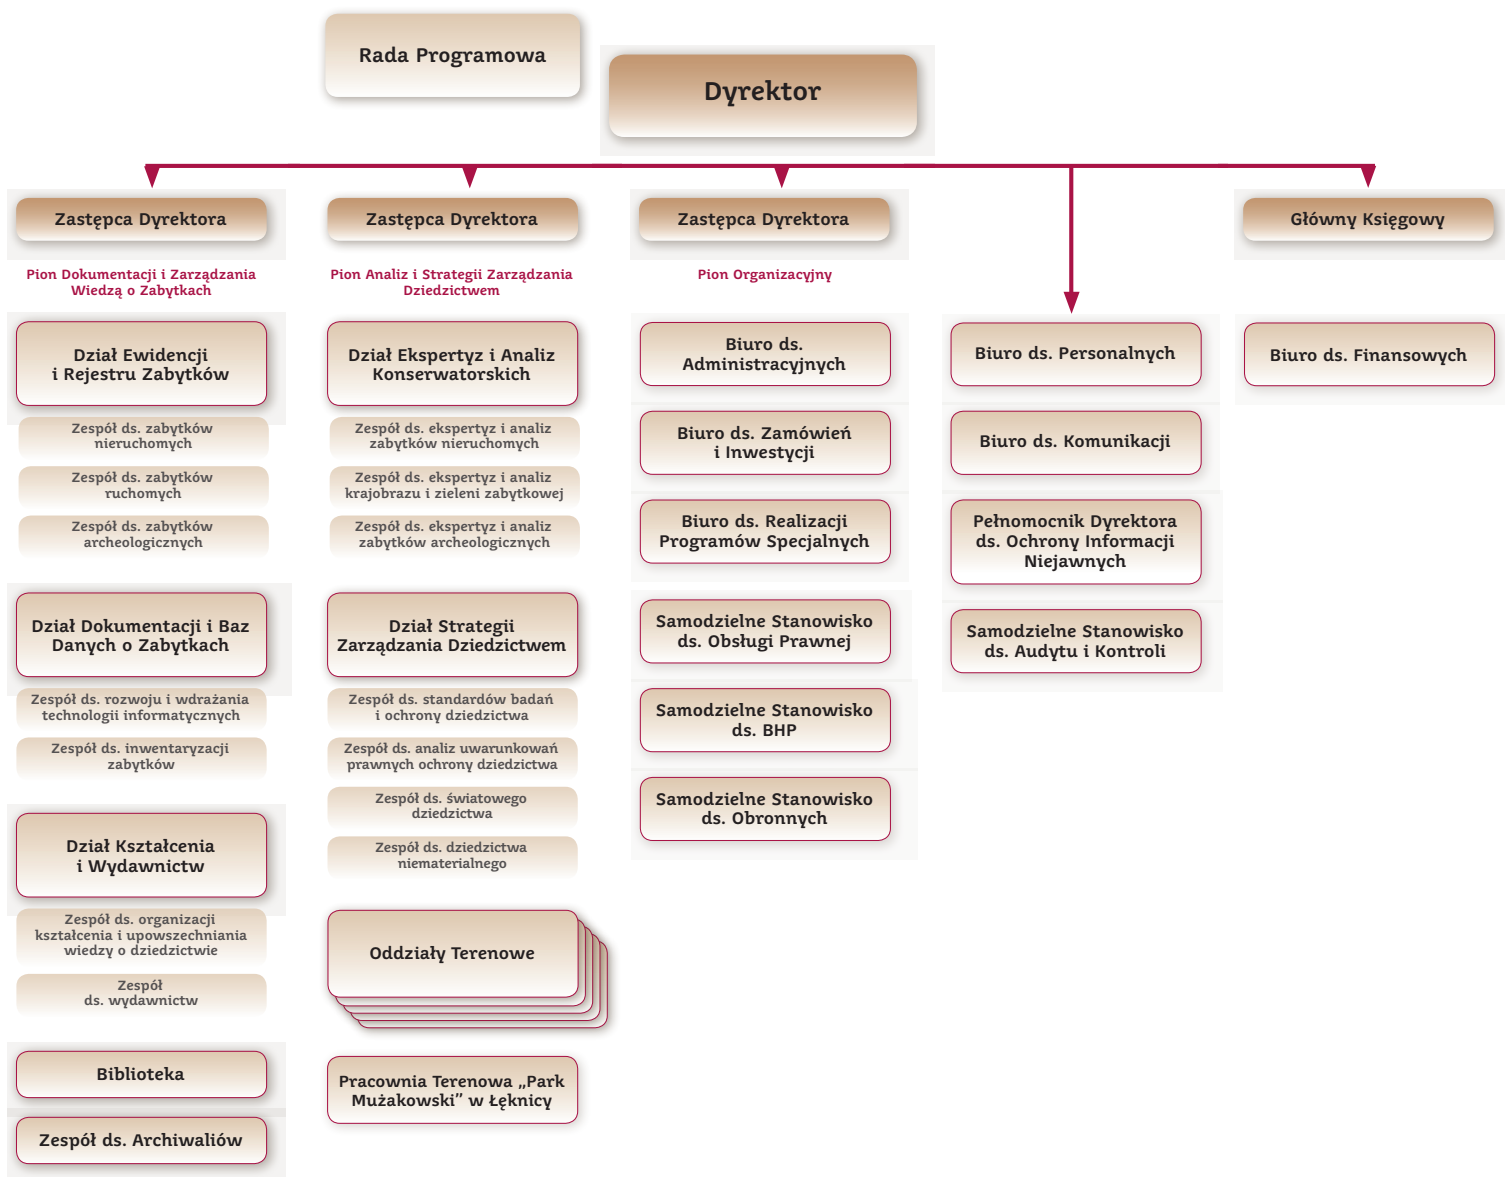 Rada Programowa
Dyrektor
Zastępca Dyrektora
Pion Dokumentacji i Zarządzania
Wiedzą o Zabytkach
Dział Ewidencji
i Rejestru Zabytków
Zespół ds. zabytków
nieruchomych
Zespół ds. zabytków
ruchomych
Zespół ds. zabytków
archeologicznych
Dział Dokumentacji i Baz
Danych o Zabytkach
Zespół ds. rozwoju i wdrażania
technologii informatycznych
Zespół ds. inwentaryzacji
zabytków
Dział Kształcenia
i Wydawnictw
Zespół ds. organizacji
kształcenia i upowszechniania
wiedzy o dziedzictwie
Zespół
ds. wydawnictw
Biblioteka
Zespół ds. Archiwaliów
Zastępca Dyrektora
Pion Analiz i Strategii Zarządzania
Dziedzictwem
Dział Ekspertyz i Analiz
Konserwatorskich
Zespół ds. ekspertyz i analiz
zabytków nieruchomych
Zespół ds. ekspertyz i analiz
krajobrazu i zieleni zabytkowej
Zespół ds. ekspertyz i analiz
zabytków archeologicznych
Dział Strategii
Zarządzania Dziedzictwem
Zespół ds. standardów badań
i ochrony dziedzictwa
Zespół ds. analiz uwarunkowań
prawnych ochrony dziedzictwa
Zespół ds. światowego
dziedzictwa
Zespół ds. dziedzictwa
niematerialnego
Oddziały Terenowe
Pracownia Terenowa „Park
Mużakowski” w Łęknicy
Zastępca Dyrektora
Pion Organizacyjny
Biuro ds.
Administracyjnych
Biuro ds. Zamówień
i Inwestycji
Biuro ds. Realizacji
Programów Specjalnych
Samodzielne Stanowisko
ds. Obsługi Prawnej
Samodzielne Stanowisko
ds. BHP
Samodzielne Stanowisko
ds. Obronnych
Biuro ds. Personalnych
Biuro ds. Komunikacji
Pełnomocnik Dyrektora
ds. Ochrony Informacji
Niejawnych
Samodzielne Stanowisko
ds. Audytu i Kontroli
Główny Księgowy
Biuro ds. Finansowych